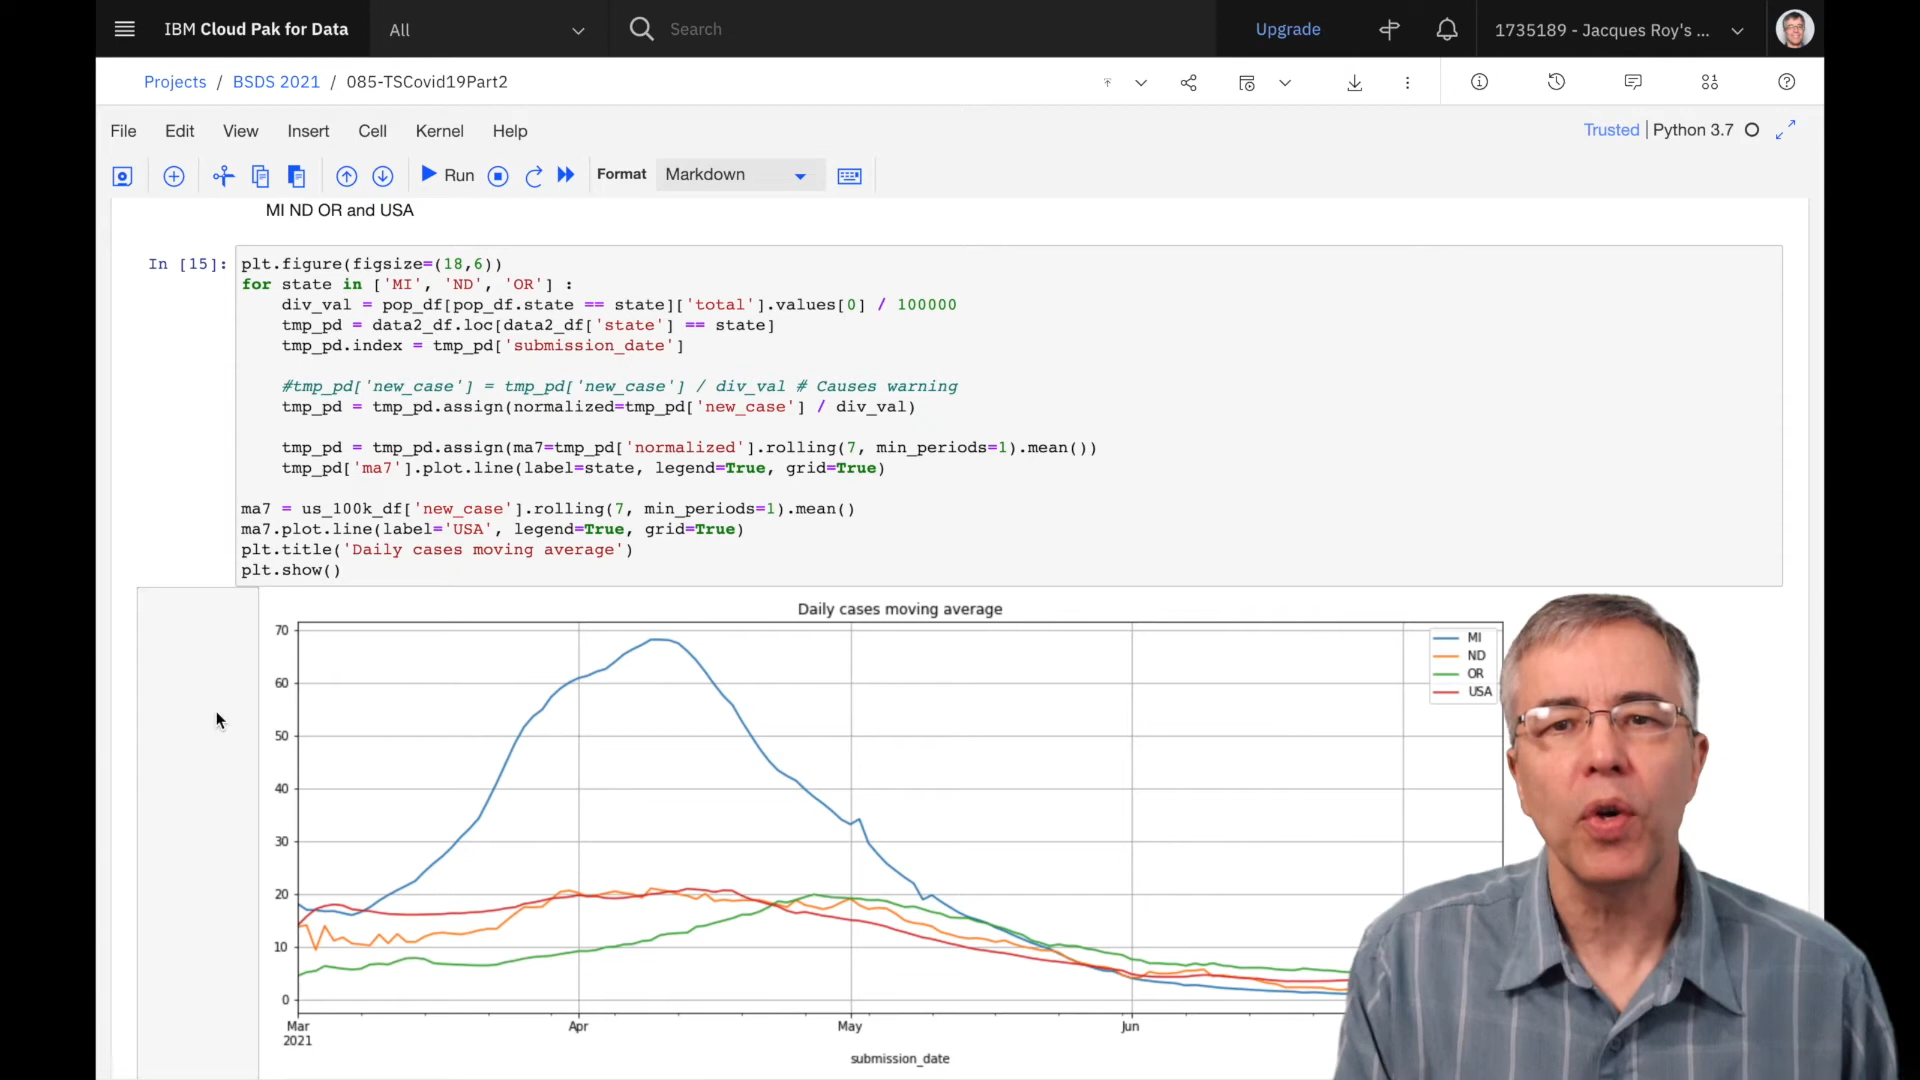 IBM Cloud Pak for Data
All
Search
Upgrade
1735189 - Jacques Roy's ...
Projects / BSDS 2021 / 085-TSCovid19Part2
File Edit View Insert Cell Kernel Help
Trusted | Python 3.7
Run
Format
Markdown
MI ND OR and USA
In [15]:
plt.figure(figsize=(18,6))
for state in ['MI', 'ND', 'OR'] :
    div_val = pop_df[pop_df.state == state]['total'].values[0] / 100000
    tmp_pd = data2_df.loc[data2_df['state'] == state]
    tmp_pd.index = tmp_pd['submission_date']
    #tmp_pd['new_case'] = tmp_pd['new_case'] / div_val # Causes warning
    tmp_pd = tmp_pd.assign(normalized=tmp_pd['new_case'] / div_val)
    tmp_pd = tmp_pd.assign(ma7=tmp_pd['normalized'].rolling(7, min_periods=1).mean())
    tmp_pd['ma7'].plot.line(label=state, legend=True, grid=True)
ma7 = us_100k_df['new_case'].rolling(7, min_periods=1).mean()
ma7.plot.line(label='USA', legend=True, grid=True)
plt.title('Daily cases moving average')
plt.show()
Daily cases moving average
70
60
50
40
30
20
10
0
MI
ND
OR
USA
Mar Apr May Jun
2021
submission_date